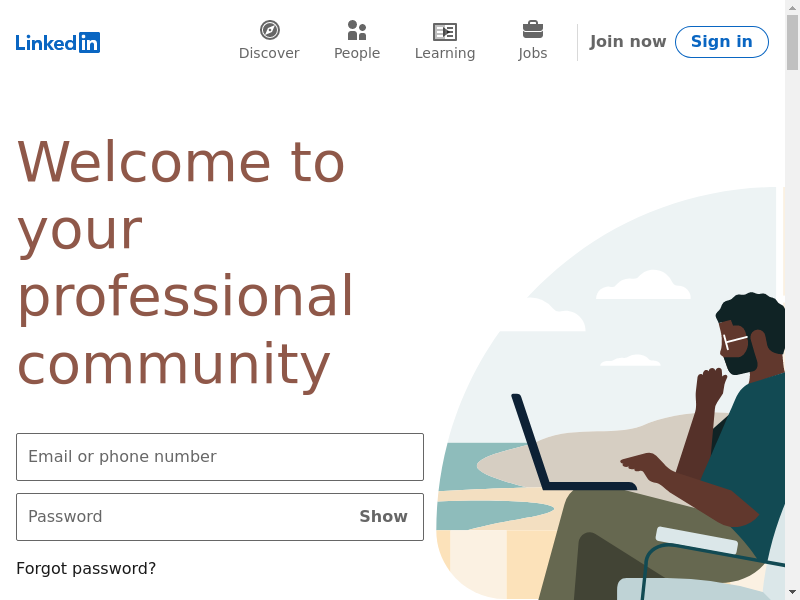 LinkedIn
Discover
People
Learning
Jobs
Join now
Sign in
Welcome to
your
professional
community
Email or phone number
Password
Show
Forgot password?